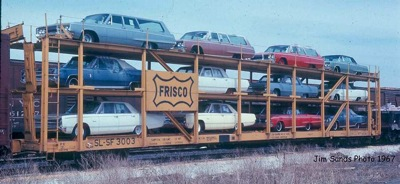 FRISCO
SL-SF 3003
Jim Sands Photo 1967